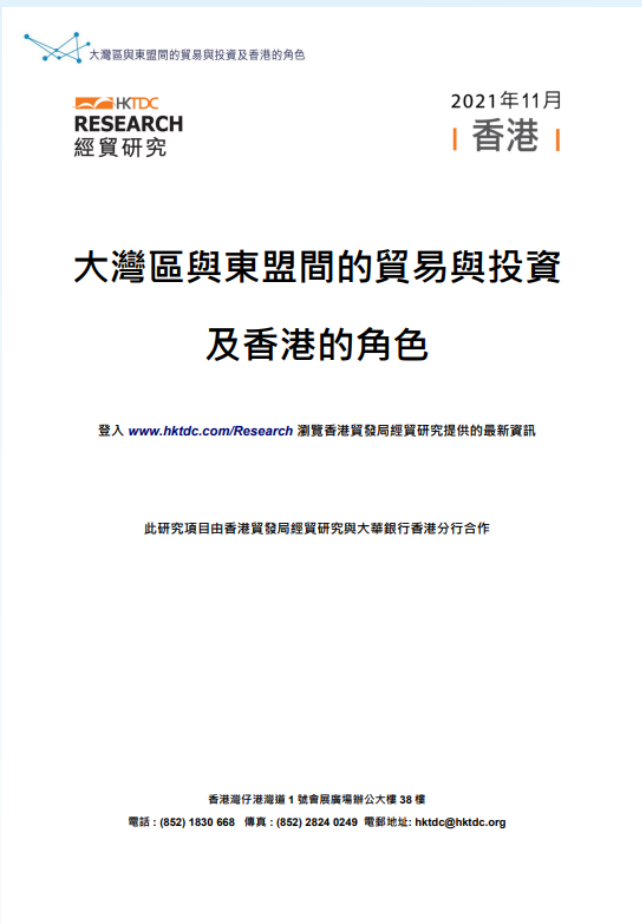 大灣區與東盟間的貿易與投資及香港的角色
HKTDC
RESEARCH
經貿研究
2021年11月
| 香港 |
大灣區與東盟間的貿易與投資
及香港的角色
登入 www.hktdc.com/Research 瀏覽香港貿發局經貿研究提供的最新資訊
此研究項目由香港貿發局經貿研究與大華銀行香港分行合作
香港灣仔港灣道 1 號會展廣場辦公大樓 38 樓
電話 : (852) 1830 668 傳真 : (852) 2824 0249 電郵地址: hktdc@hktdc.org